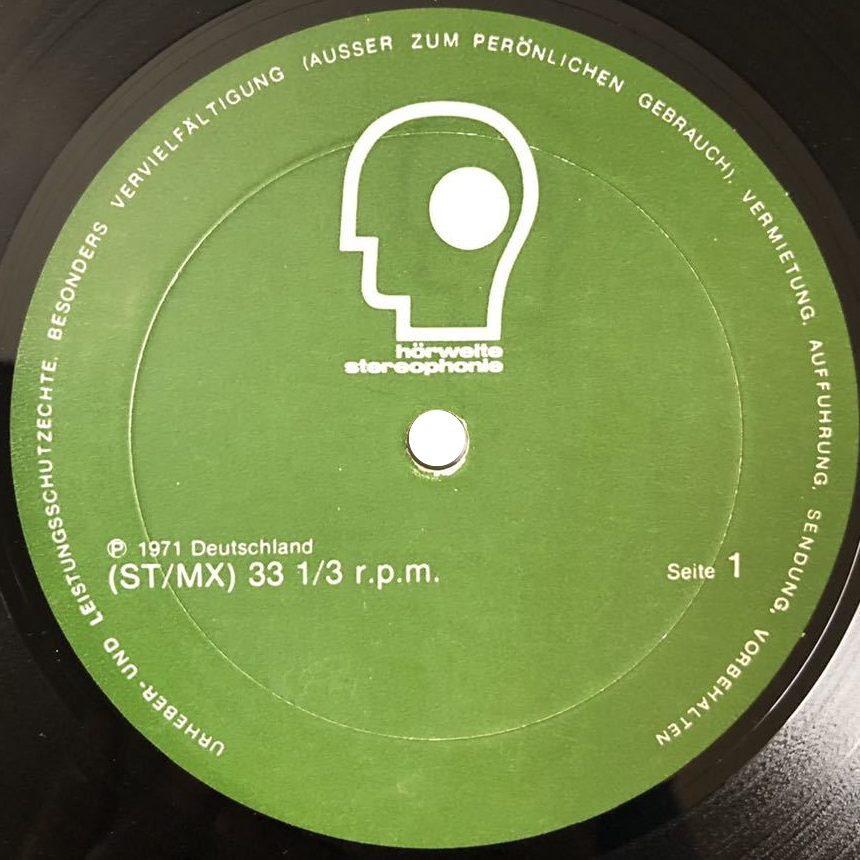 URHEBER- UND LEISTUNGSSCHUTZECHTE, BESONDERS VERVIELFÄLTIGUNG (AUSSER ZUM PERÖNLICHEN GEBRAUCH), VERMIETUNG, AUFFUHRUNG, SENDUNG, VORBEHALTEN
hörweite
stereophonie
℗ 1971 Deutschland
(ST/MX) 33 1/3 r.p.m.
Seite 1